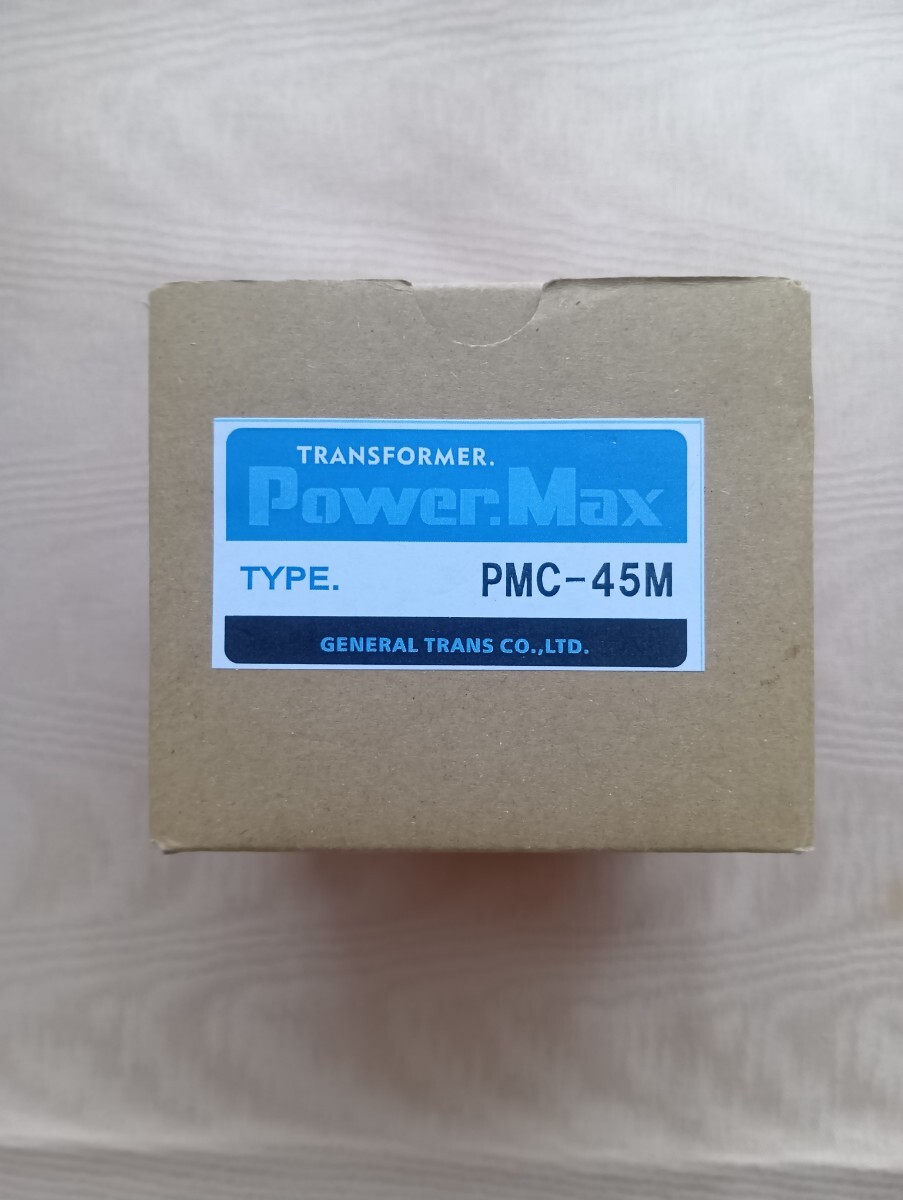 TRANSFORMER.
Power.Max
TYPE. PMC-45M
GENERAL TRANS CO.,LTD.